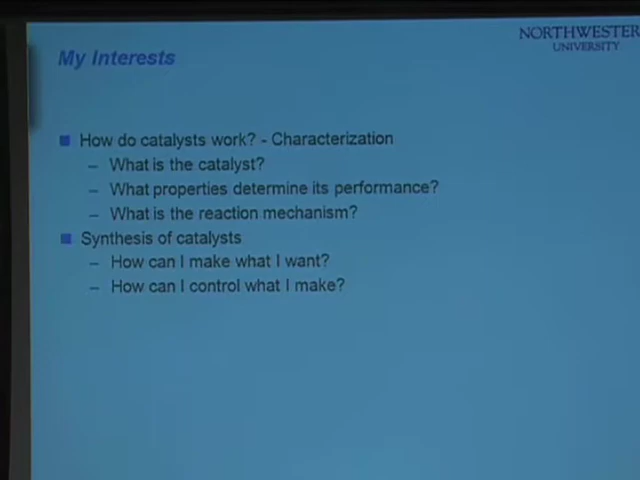 NORTHWESTER
UNIVERSITY
My Interests
How do catalysts work? - Characterization
– What is the catalyst?
– What properties determine its performance?
– What is the reaction mechanism?
Synthesis of catalysts
– How can I make what I want?
– How can I control what I make?